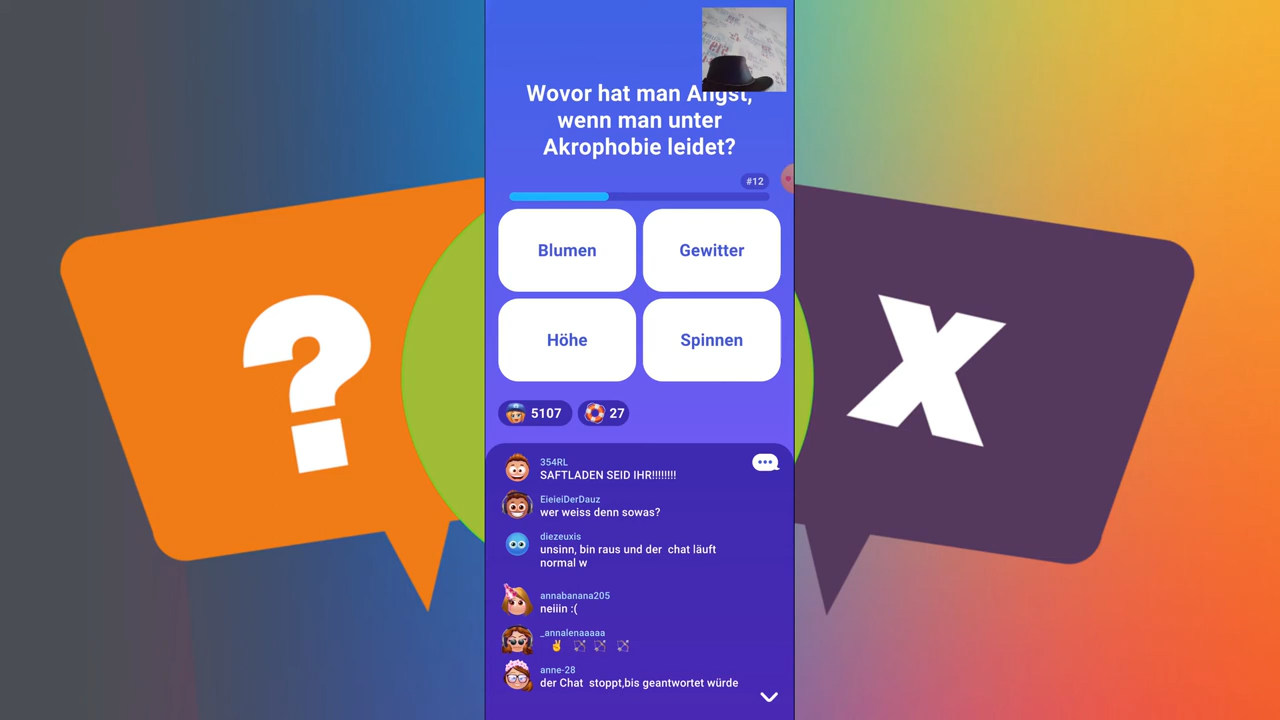 Wovor hat man Angst,
wenn man unter
Akrophobie leidet?
#12
Blumen
Gewitter
Höhe
Spinnen
5107
27
354RL
SAFTLADEN SEID IHR!!!!!!!!
EieieiDerDauz
wer weiss denn sowas?
diezeuxis
unsinn, bin raus und der chat läuft
normal w
annabanana205
neiiin :(
_annalenaaaaa
✌ 🏹 🏹 🏹
anne-28
der Chat stoppt,bis geantwortet würde
?
X